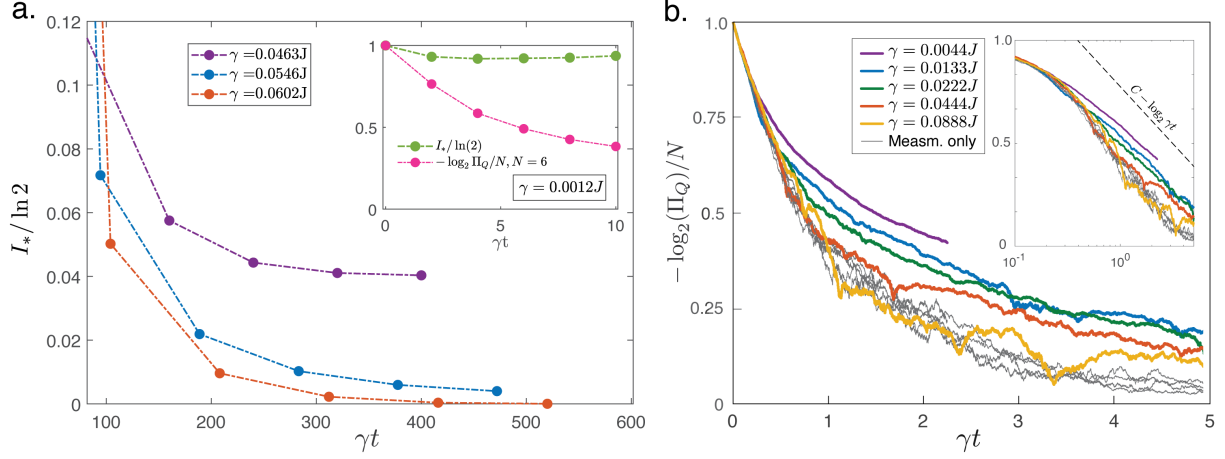 a.
I_*/ ln 2
0.12
0.1
0.08
0.06
0.04
0.02
0
100
200
300
400
500
600
γt
γ =0.0463J
γ =0.0546J
γ =0.0602J
1
0.5
0
0
5
10
γt
I_*/ ln(2)
− log₂ Π_Q/N, N = 6
γ = 0.0012J
b.
− log₂(Π_Q)/N
1.0
0.75
0.5
0.25
0
0
1
2
3
4
5
γt
γ = 0.0044J
γ = 0.0133J
γ = 0.0222J
γ = 0.0444J
γ = 0.0888J
Measm. only
1.0
0.5
0
10⁻¹
10⁰
C − log₂ γt